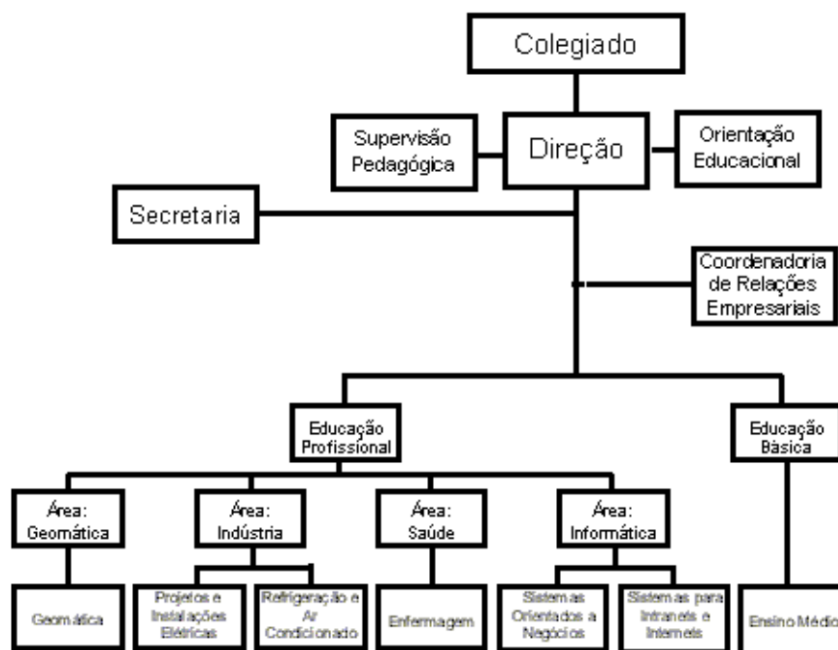 Colegiado
Supervisão
Pedagógica
Direção
Orientação
Educacional
Secretaria
Coordenadoria
de Relações
Empresariais
Educação
Profissional
Educação
Bàsica
Área:
Geomática
Área:
Indústria
Área:
Saúde
Área:
Informática
Geomática
Projetos e
Instalações
Elétricas
Refrigeração e
Ar
Condicionado
Enfermagem
Sistemas
Orientados a
Negócios
Sistemas para
Intranets e
Internets
Ensino Médio